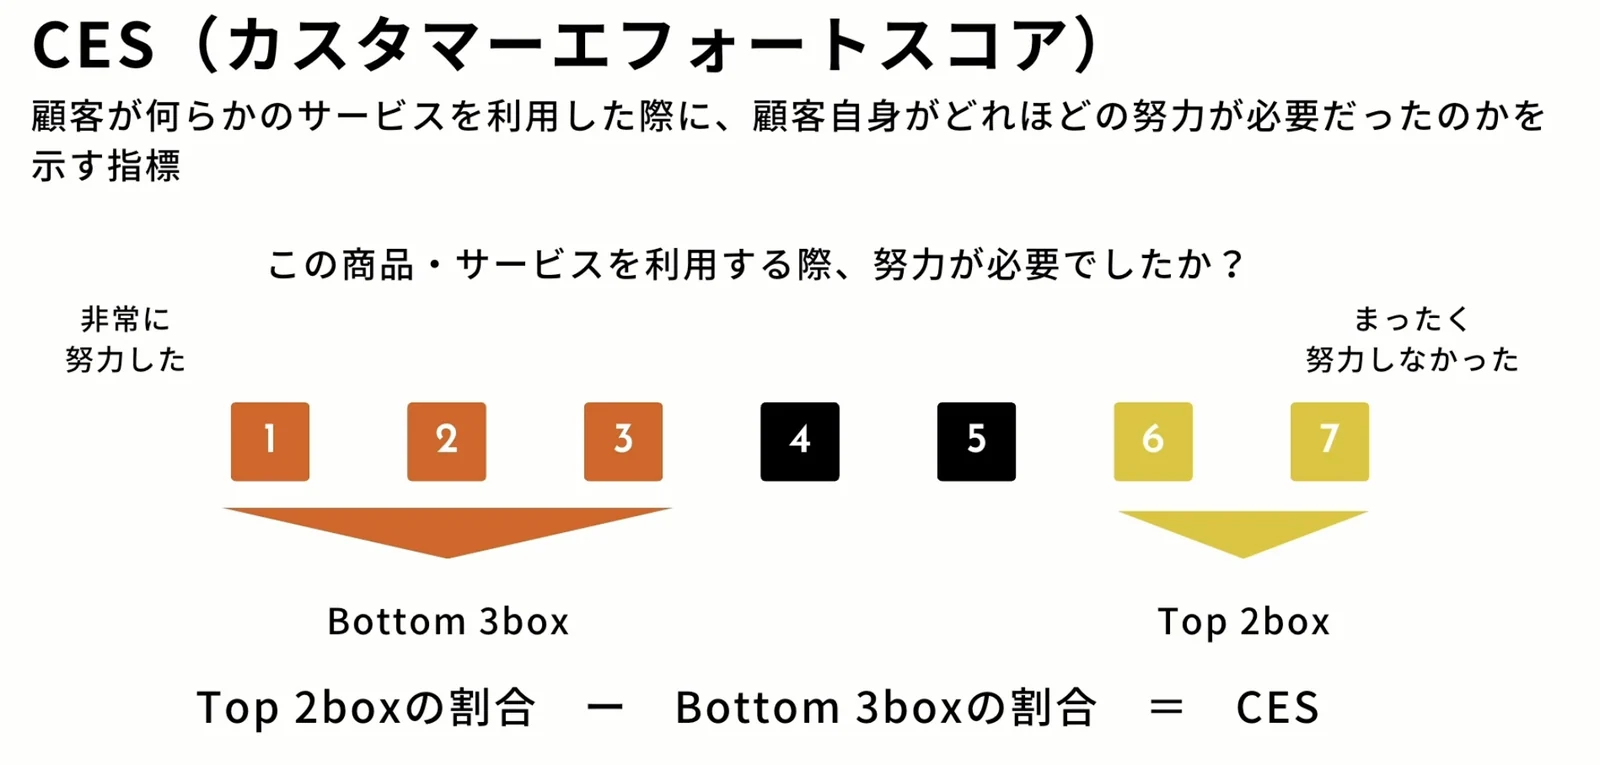 CES（カスタマーエフォートスコア）
顧客が何らかのサービスを利用した際に、顧客自身がどれほどの努力が必要だったのかを
示す指標
この商品・サービスを利用する際、努力が必要でしたか？
非常に
努力した
まったく
努力しなかった
1 2 3 4 5 6 7
Bottom 3box Top 2box
Top 2boxの割合 ー Bottom 3boxの割合 ＝ CES